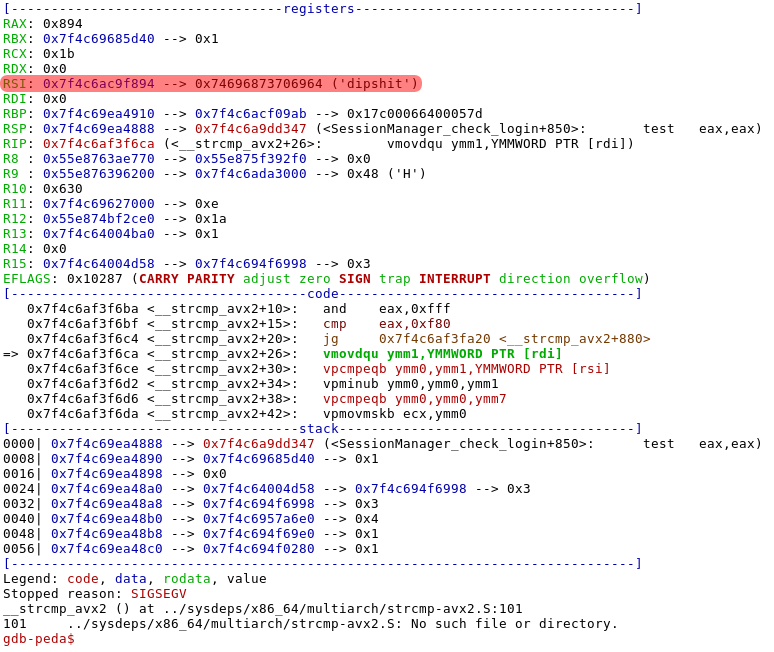 [----------------------------------registers-----------------------------------]
RAX: 0x894
RBX: 0x7f4c69685d40 --> 0x1
RCX: 0x1b
RDX: 0x0
RSI: 0x7f4c6ac9f894 --> 0x74696873706964 ('dipshit')
RDI: 0x0
RBP: 0x7f4c69ea4910 --> 0x7f4c6acf09ab --> 0x17c00066400057d
RSP: 0x7f4c69ea4888 --> 0x7f4c6a9dd347 (<SessionManager_check_login+850>:      test   eax,eax)
RIP: 0x7f4c6af3f6ca (<__strcmp_avx2+26>:        vmovdqu ymm1,YMMWORD PTR [rdi])
R8 : 0x55e8763ae770 --> 0x55e875f392f0 --> 0x0
R9 : 0x55e876396200 --> 0x7f4c6ada3000 --> 0x48 ('H')
R10: 0x630
R11: 0x7f4c69627000 --> 0xe
R12: 0x55e874bf2ce0 --> 0x1a
R13: 0x7f4c64004ba0 --> 0x1
R14: 0x0
R15: 0x7f4c64004d58 --> 0x7f4c694f6998 --> 0x3
EFLAGS: 0x10287 (CARRY PARITY adjust zero SIGN trap INTERRUPT direction overflow)
[-------------------------------------code-------------------------------------]
   0x7f4c6af3f6ba <__strcmp_avx2+10>:   and    eax,0xfff
   0x7f4c6af3f6bf <__strcmp_avx2+15>:   cmp    eax,0xf80
   0x7f4c6af3f6c4 <__strcmp_avx2+20>:   jg     0x7f4c6af3fa20 <__strcmp_avx2+880>
=> 0x7f4c6af3f6ca <__strcmp_avx2+26>:   vmovdqu ymm1,YMMWORD PTR [rdi]
   0x7f4c6af3f6ce <__strcmp_avx2+30>:   vpcmpeqb ymm0,ymm1,YMMWORD PTR [rsi]
   0x7f4c6af3f6d2 <__strcmp_avx2+34>:   vpminub ymm0,ymm0,ymm1
   0x7f4c6af3f6d6 <__strcmp_avx2+38>:   vpcmpeqb ymm0,ymm0,ymm7
   0x7f4c6af3f6da <__strcmp_avx2+42>:   vpmovmskb ecx,ymm0
[------------------------------------stack-------------------------------------]
0000| 0x7f4c69ea4888 --> 0x7f4c6a9dd347 (<SessionManager_check_login+850>:      test   eax,eax)
0008| 0x7f4c69ea4890 --> 0x7f4c69685d40 --> 0x1
0016| 0x7f4c69ea4898 --> 0x0
0024| 0x7f4c69ea48a0 --> 0x7f4c64004d58 --> 0x7f4c694f6998 --> 0x3
0032| 0x7f4c69ea48a8 --> 0x7f4c694f6998 --> 0x3
0040| 0x7f4c69ea48b0 --> 0x7f4c6957a6e0 --> 0x4
0048| 0x7f4c69ea48b8 --> 0x7f4c694f69e0 --> 0x1
0056| 0x7f4c69ea48c0 --> 0x7f4c694f0280 --> 0x1
[------------------------------------------------------------------------------]
Legend: code, data, rodata, value
Stopped reason: SIGSEGV
__strcmp_avx2 () at ../sysdeps/x86_64/multiarch/strcmp-avx2.S:101
101     ../sysdeps/x86_64/multiarch/strcmp-avx2.S: No such file or directory.
gdb-peda$